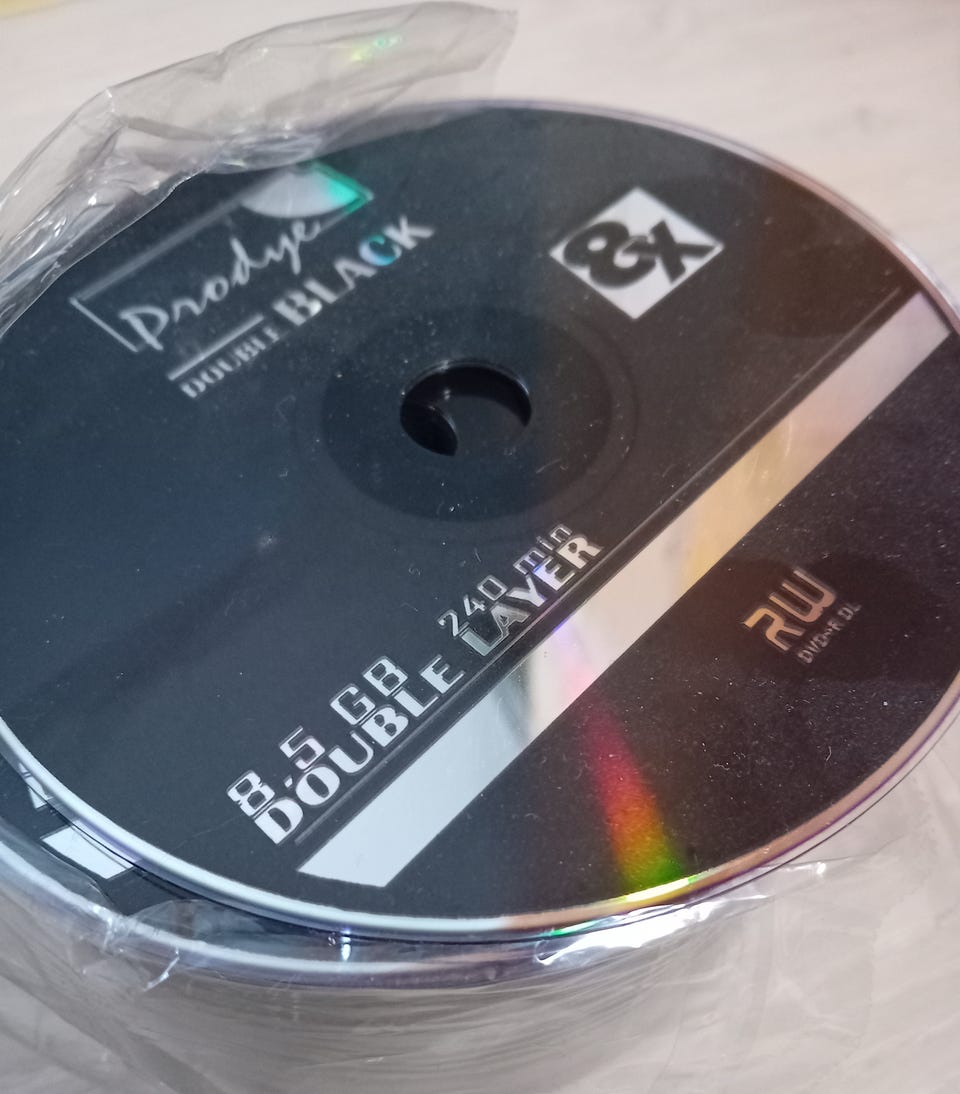 Prodye
DOUBLE BLACK
8x
240 min
8.5 GB
DOUBLE LAYER
RW
DVD+R DL